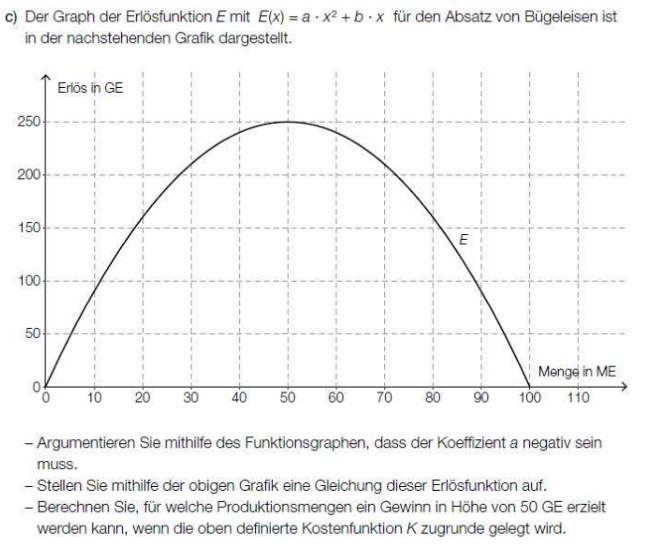 c) Der Graph der Erlösfunktion E mit E(x) = a · x² + b · x für den Absatz von Bügeleisen ist
in der nachstehenden Grafik dargestellt.
Erlös in GE
250
200
150
E
100
50
Menge in ME
0
0 10 20 30 40 50 60 70 80 90 100 110
– Argumentieren Sie mithilfe des Funktionsgraphen, dass der Koeffizient a negativ sein
muss.
– Stellen Sie mithilfe der obigen Grafik eine Gleichung dieser Erlösfunktion auf.
– Berechnen Sie, für welche Produktionsmengen ein Gewinn in Höhe von 50 GE erzielt
werden kann, wenn die oben definierte Kostenfunktion K zugrunde gelegt wird.